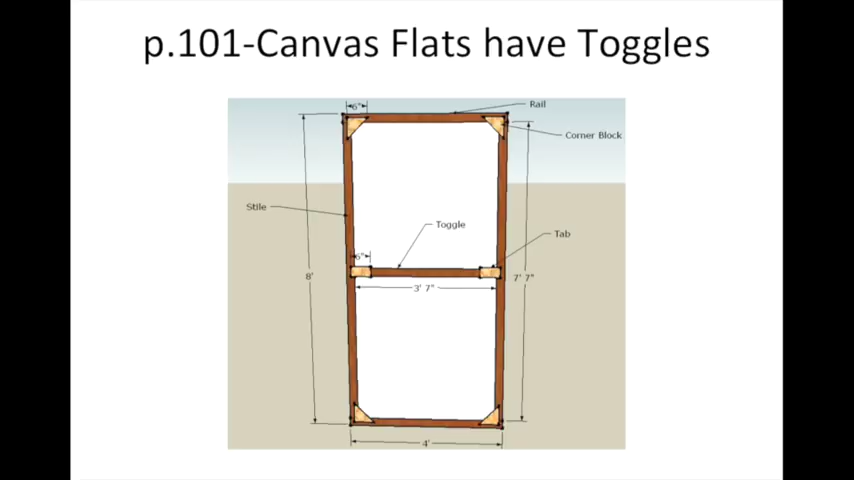 p.101-Canvas Flats have Toggles
6"
Rail
Corner Block
Stile
Toggle
Tab
6"
8'
7' 7"
3' 7"
4'